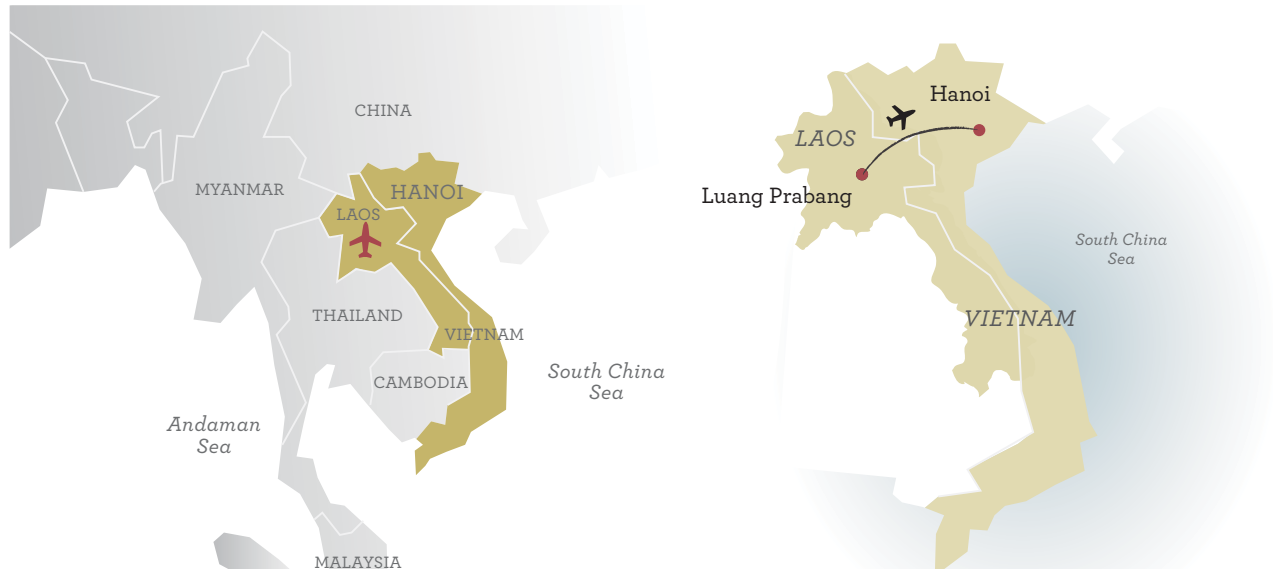 CHINA
MYANMAR
HANOI
LAOS
THAILAND
VIETNAM
CAMBODIA
South China
Sea
Andaman
Sea
MALAYSIA
Hanoi
LAOS
Luang Prabang
South China
Sea
VIETNAM